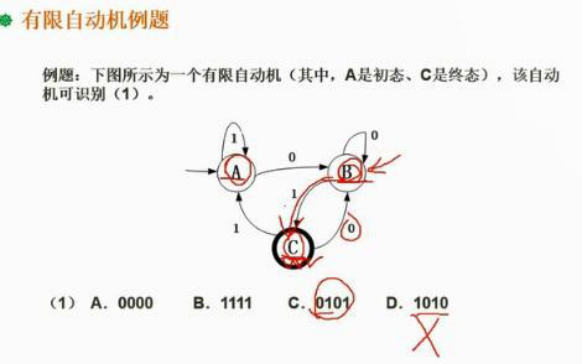 有限自动机例题
例题：下图所示为一个有限自动机（其中，A是初态、C是终态），该自动
机可识别（1）。
1
0
0
A
B
1
1
0
C
（1） A. 0000 B. 1111 C. 0101 D. 1010